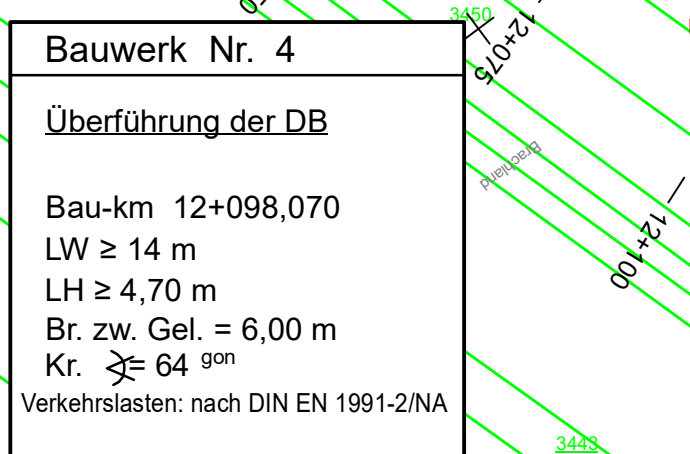 Bauwerk Nr. 4
Überführung der DB
Bau-km 12+098,070
LW ≥ 14 m
LH ≥ 4,70 m
Br. zw. Gel. = 6,00 m
Kr. ∢= 64 gon
Verkehrslasten: nach DIN EN 1991-2/NA
3450
12+075
Brachland
12+100
3443